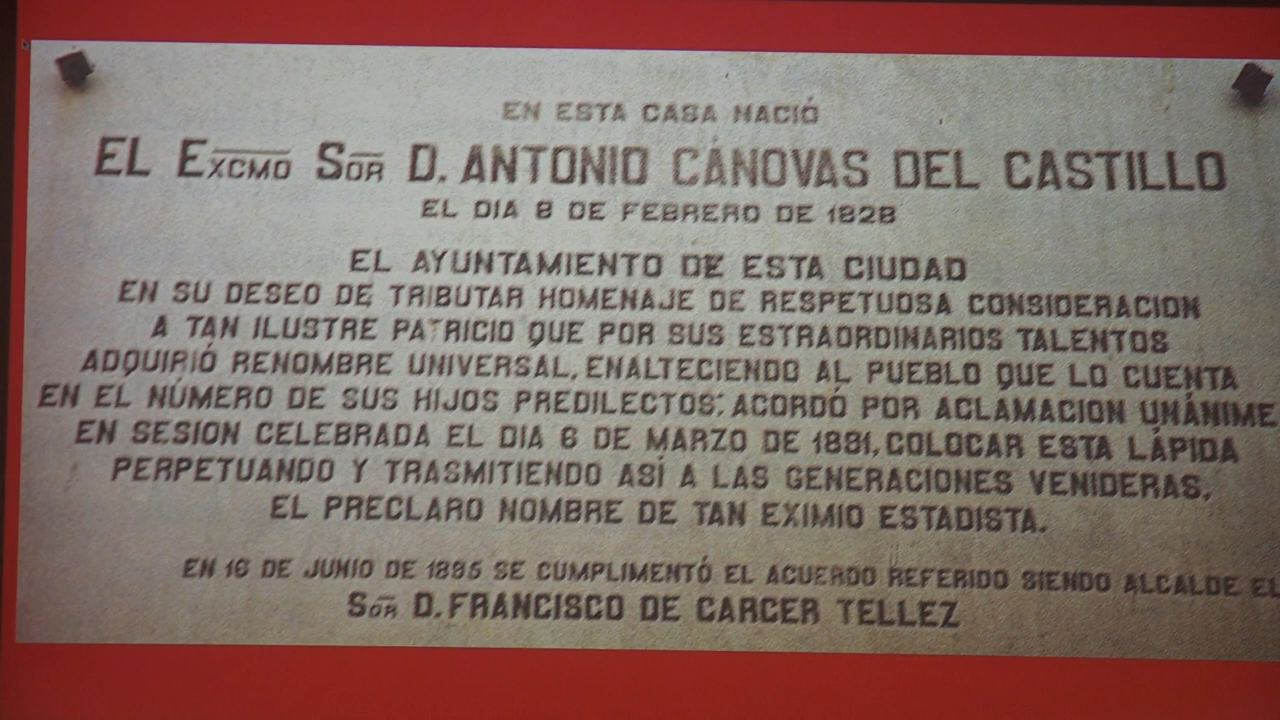 EN ESTA CASA NACIÓ
EL EXCMO SOR D. ANTONIO CÁNOVAS DEL CASTILLO
EL DIA 8 DE FEBRERO DE 1828
EL AYUNTAMIENTO DE ESTA CIUDAD
EN SU DESEO DE TRIBUTAR HOMENAJE DE RESPETUOSA CONSIDERACION
A TAN ILUSTRE PATRICIO QUE POR SUS ESTRAORDINARIOS TALENTOS
ADQUIRIÓ RENOMBRE UNIVERSAL, ENALTECIENDO AL PUEBLO QUE LO CUENTA
EN EL NÚMERO DE SUS HIJOS PREDILECTOS; ACORDÓ POR ACLAMACION UNÁNIME
EN SESION CELEBRADA EL DIA 6 DE MARZO DE 1881, COLOCAR ESTA LÁPIDA
PERPETUANDO Y TRASMITIENDO ASÍ A LAS GENERACIONES VENIDERAS,
EL PRECLARO NOMBRE DE TAN EXIMIO ESTADISTA.
EN 16 DE JUNIO DE 1895 SE CUMPLIMENTÓ EL ACUERDO REFERIDO SIENDO ALCALDE EL
SOR D. FRANCISCO DE CARCER TELLEZ